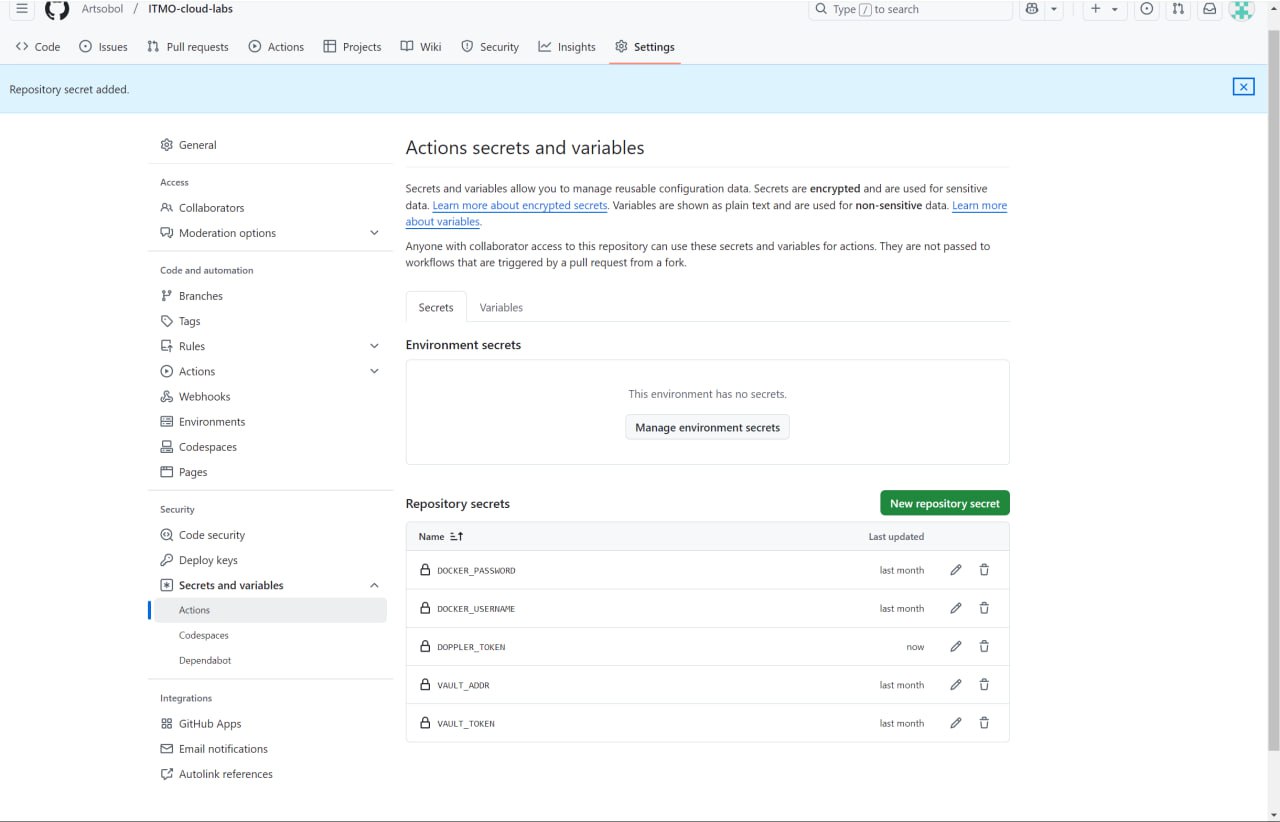 Artsobol / ITMO-cloud-labs
Type / to search
Code
Issues
Pull requests
Actions
Projects
Wiki
Security
Insights
Settings
Repository secret added.
General
Access
Collaborators
Moderation options
Code and automation
Branches
Tags
Rules
Actions
Webhooks
Environments
Codespaces
Pages
Security
Code security
Deploy keys
Secrets and variables
Actions
Codespaces
Dependabot
Integrations
GitHub Apps
Email notifications
Autolink references
Actions secrets and variables
Secrets and variables allow you to manage reusable configuration data. Secrets are encrypted and are used for sensitive
data. Learn more about encrypted secrets. Variables are shown as plain text and are used for non-sensitive data. Learn more
about variables.
Anyone with collaborator access to this repository can use these secrets and variables for actions. They are not passed to
workflows that are triggered by a pull request from a fork.
Secrets
Variables
Environment secrets
This environment has no secrets.
Manage environment secrets
Repository secrets
New repository secret
Name
Last updated
DOCKER_PASSWORD last month
DOCKER_USERNAME last month
DOPPLER_TOKEN now
VAULT_ADDR last month
VAULT_TOKEN last month